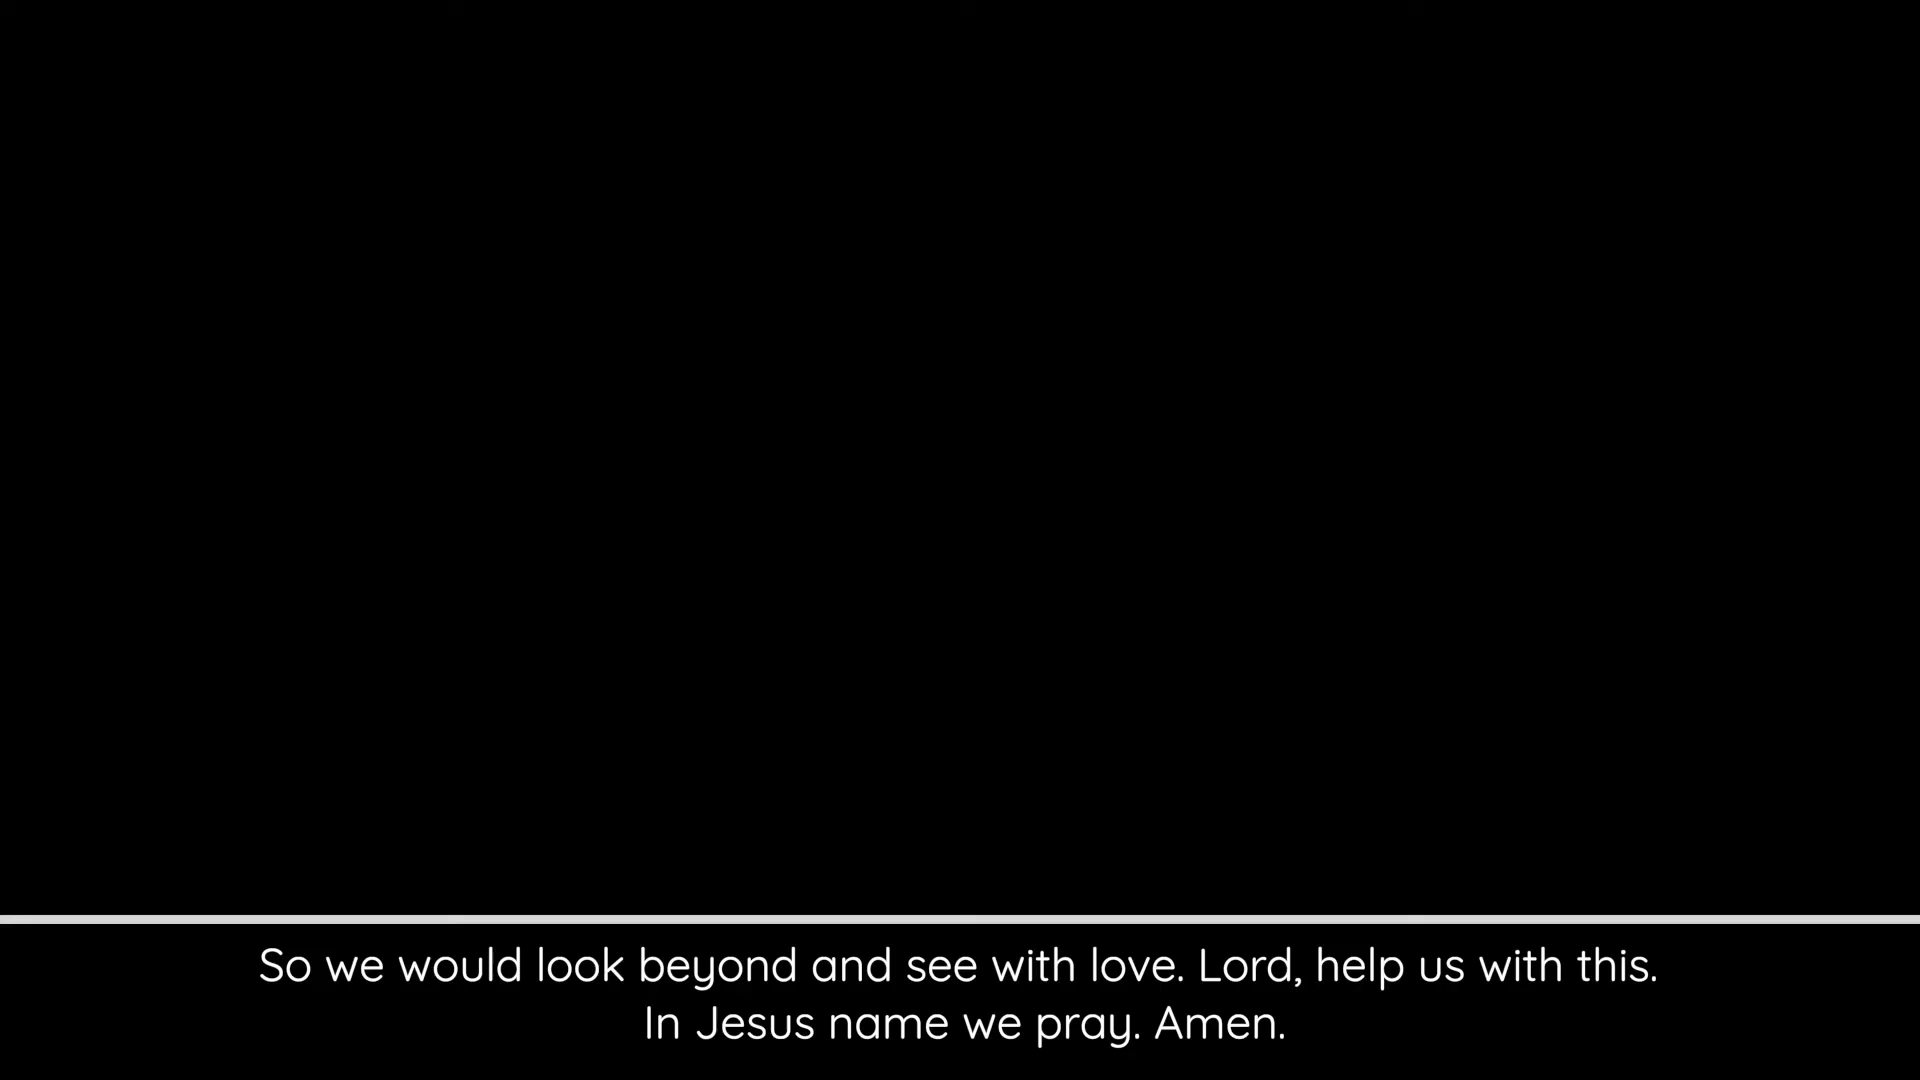 So we would look beyond and see with love. Lord, help us with this.
In Jesus name we pray. Amen.